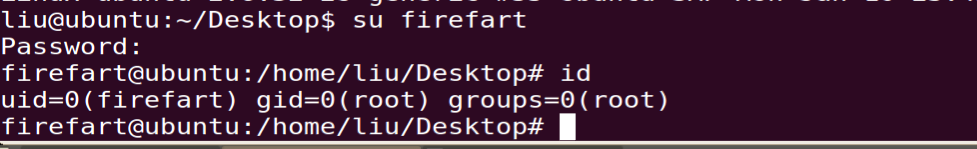 liu@ubuntu:~/Desktop$ su firefart
Password:
firefart@ubuntu:/home/liu/Desktop# id
uid=0(firefart) gid=0(root) groups=0(root)
firefart@ubuntu:/home/liu/Desktop#